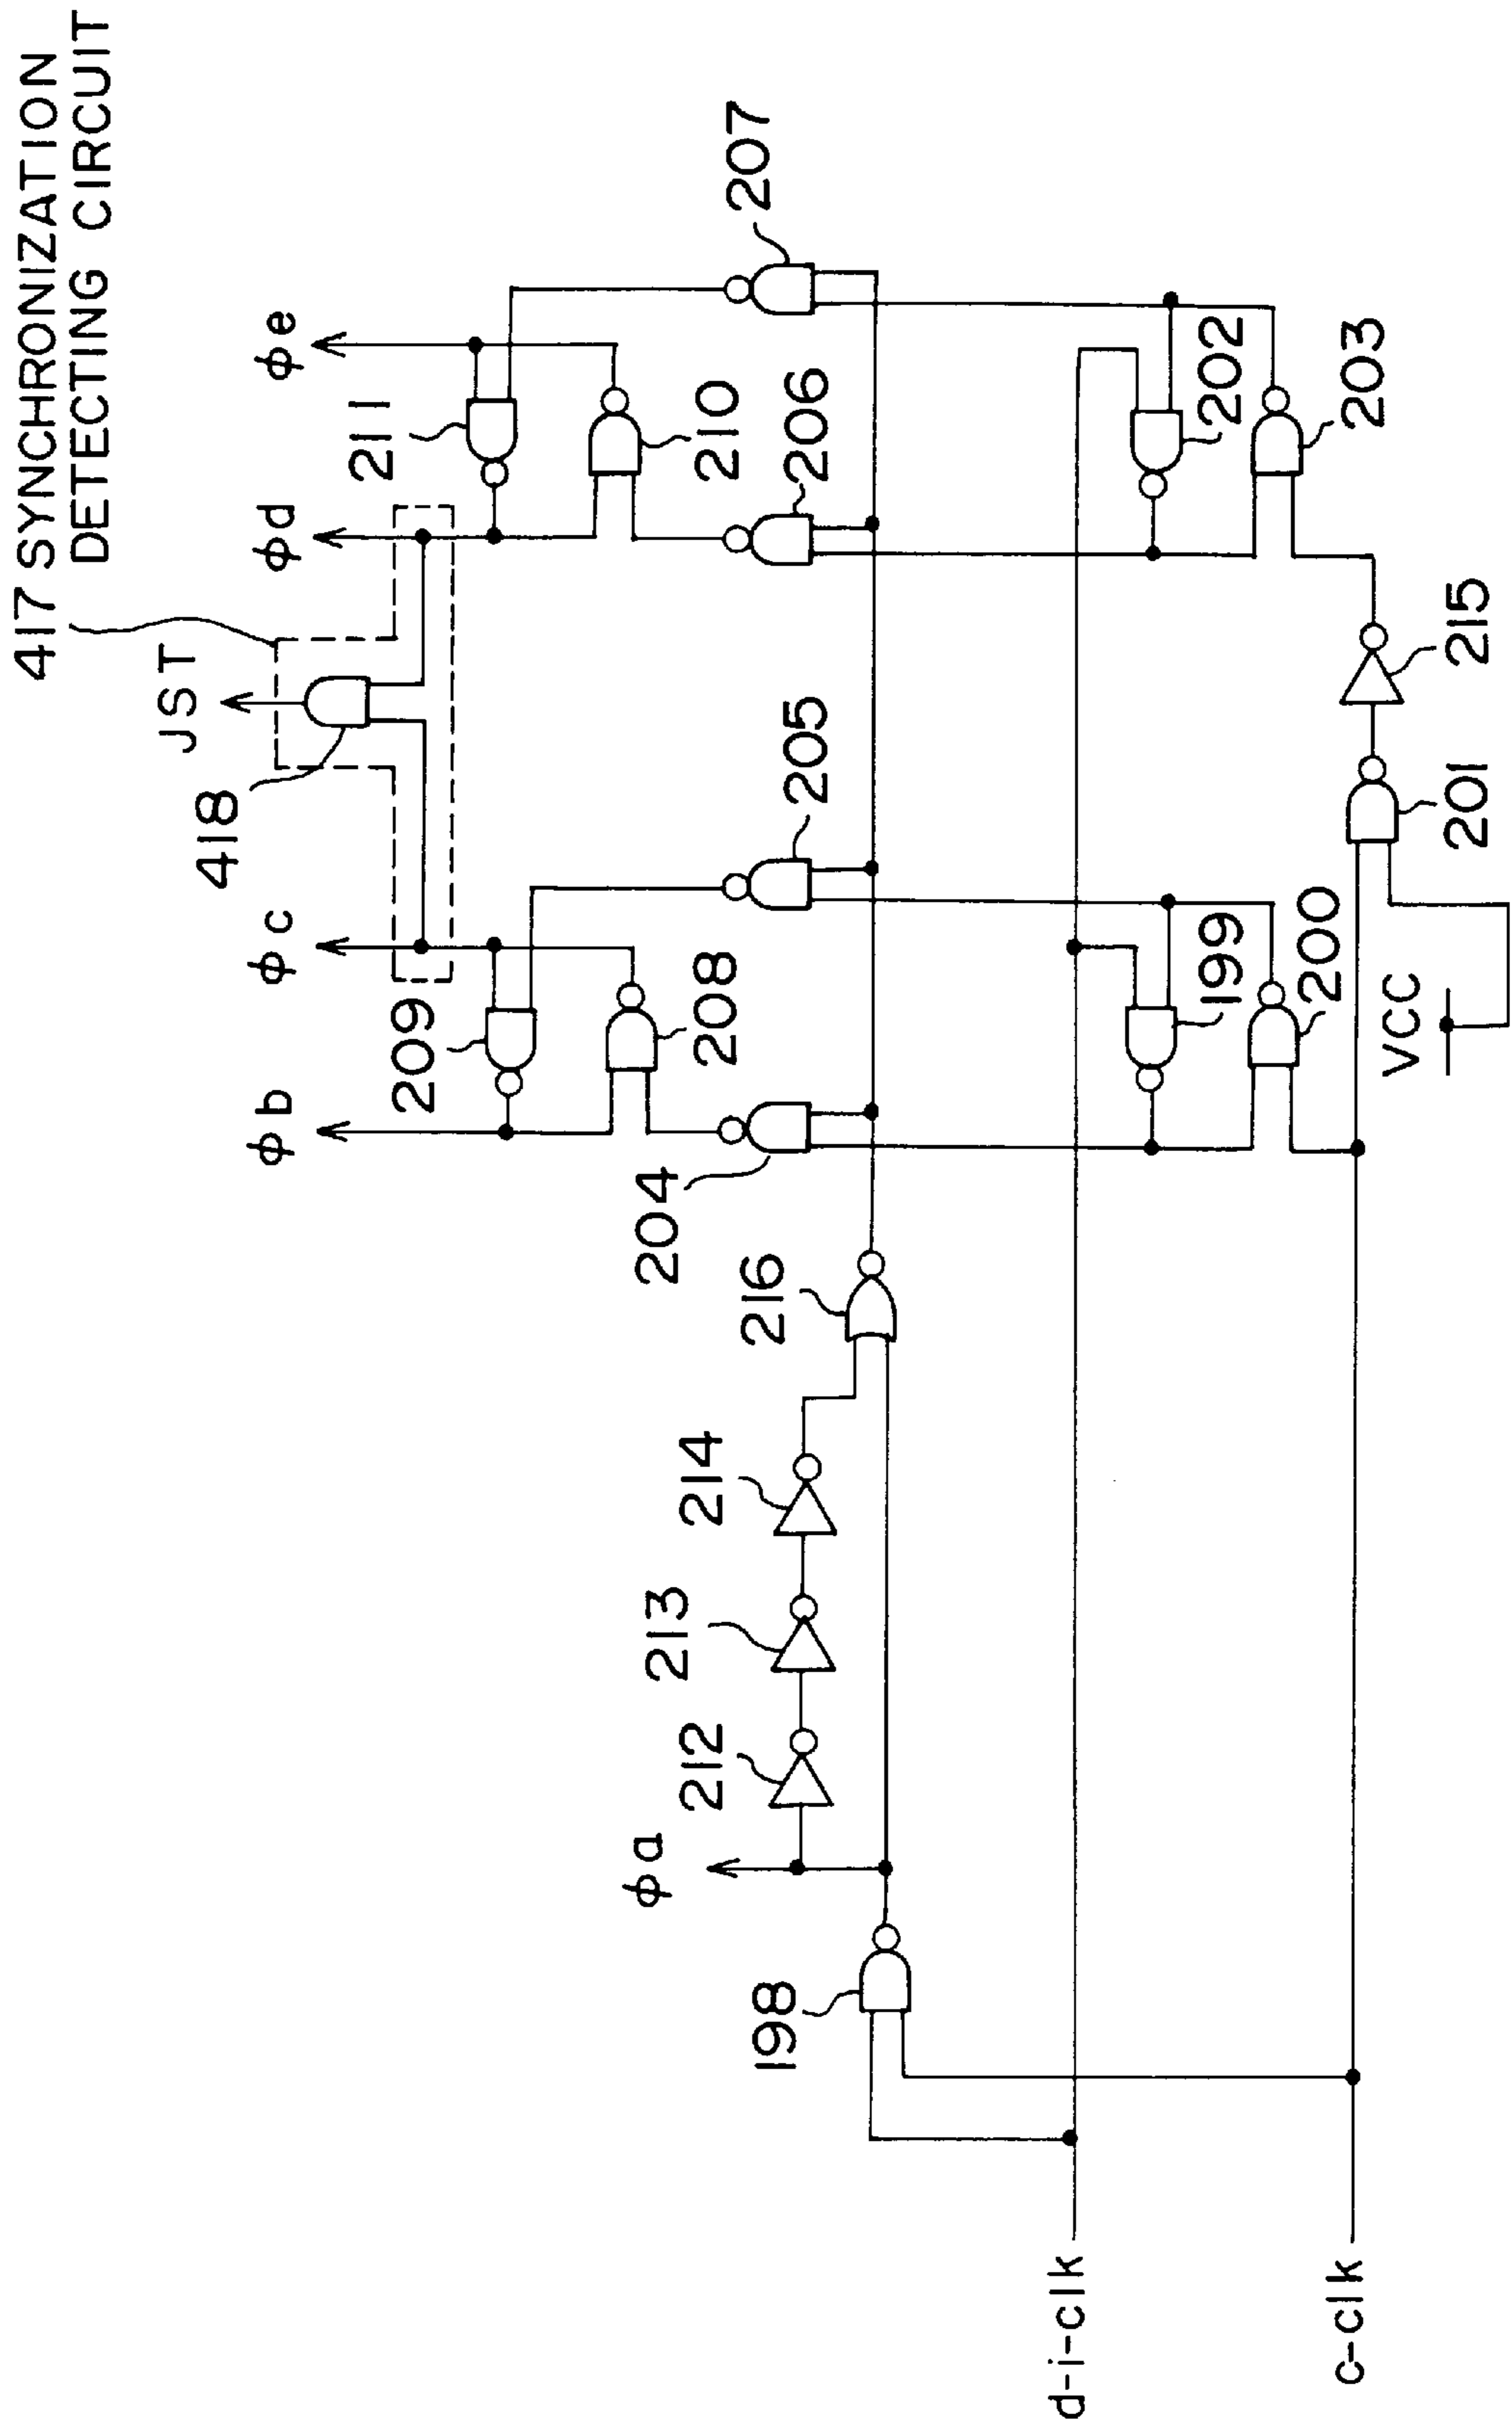 417 SYNCHRONIZATION
DETECTING CIRCUIT
JST
418
φa
φb
φc
φd
φe
209
208
211
210
204
205
206
207
212
213
214
216
198
199
200
202
203
201
215
VCC
d-i-clk
c-clk